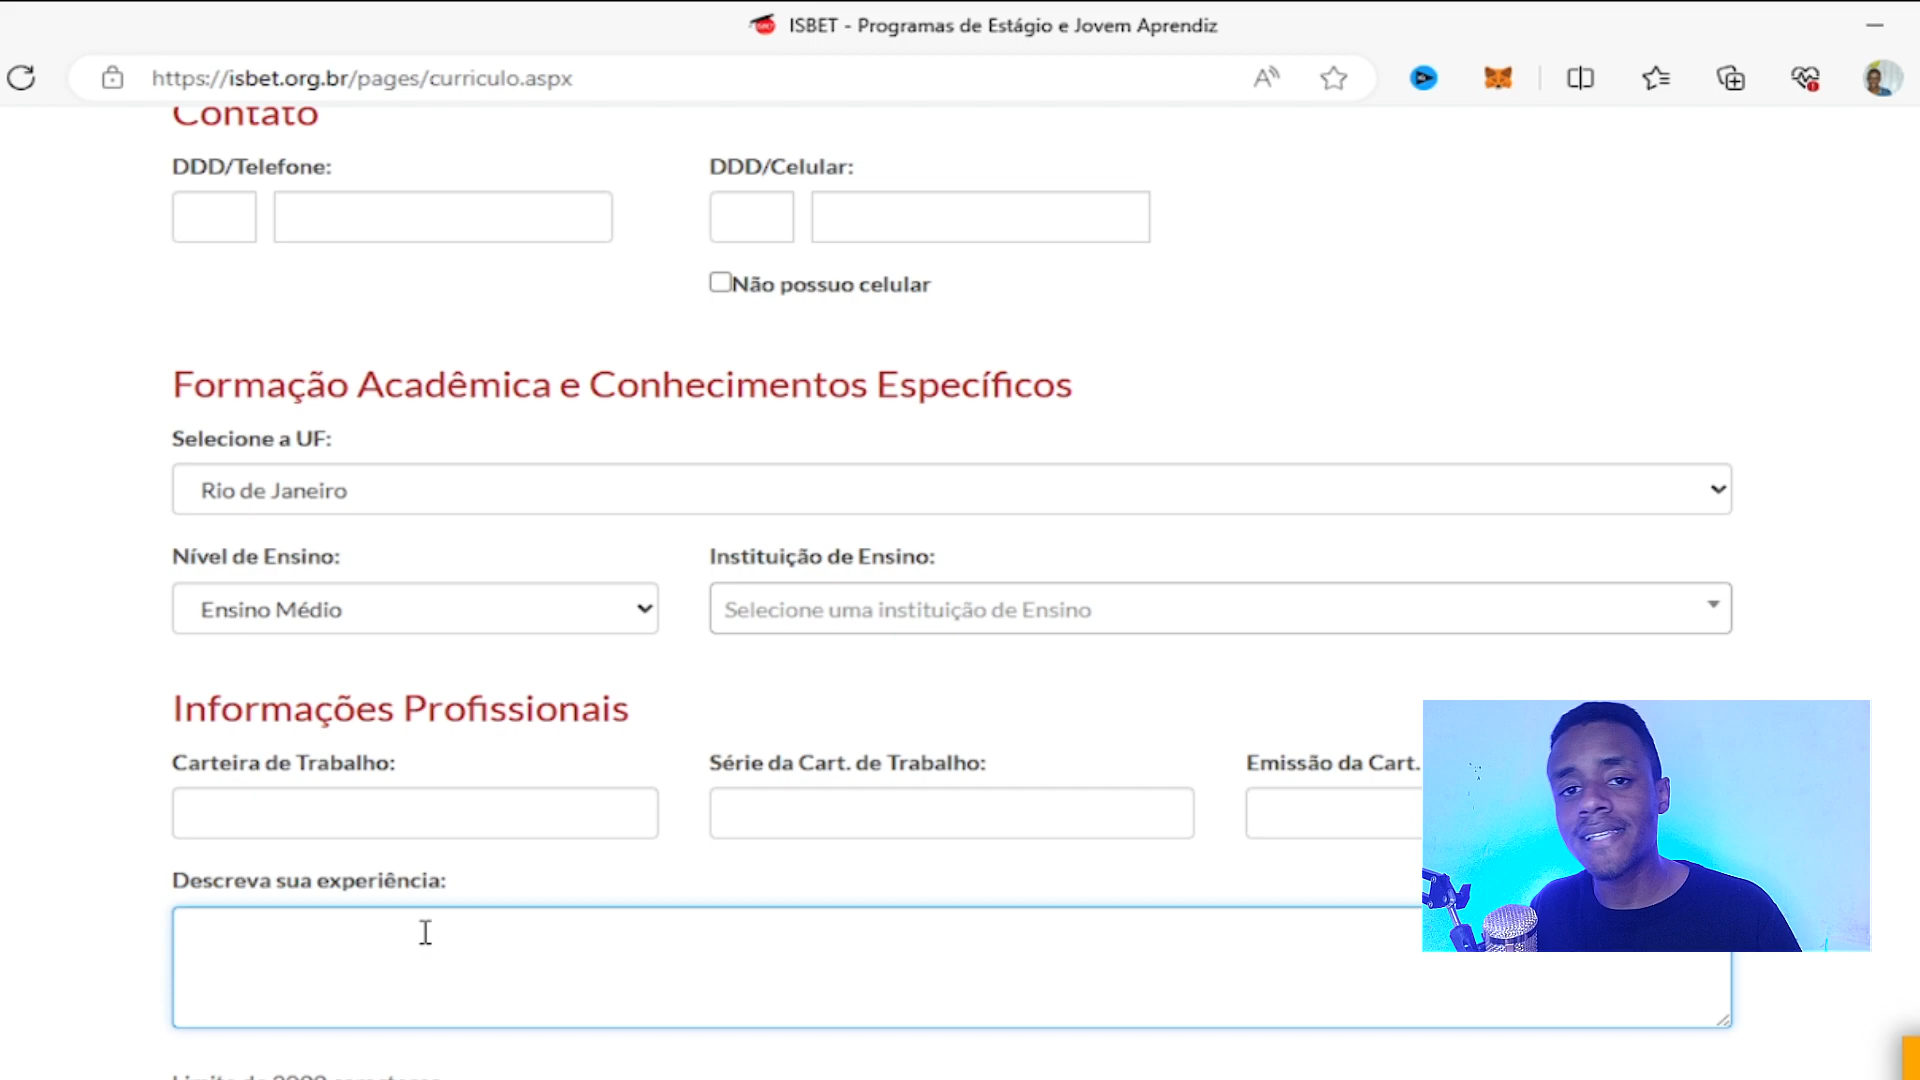 ISBET - Programas de Estágio e Jovem Aprendiz
https://isbet.org.br/pages/curriculo.aspx
Contato
DDD/Telefone:
DDD/Celular:
Não possuo celular
Formação Acadêmica e Conhecimentos Específicos
Selecione a UF:
Rio de Janeiro
Nível de Ensino:
Instituição de Ensino:
Ensino Médio
Selecione uma instituição de Ensino
Informações Profissionais
Carteira de Trabalho:
Série da Cart. de Trabalho:
Emissão da Cart.
Descreva sua experiência: